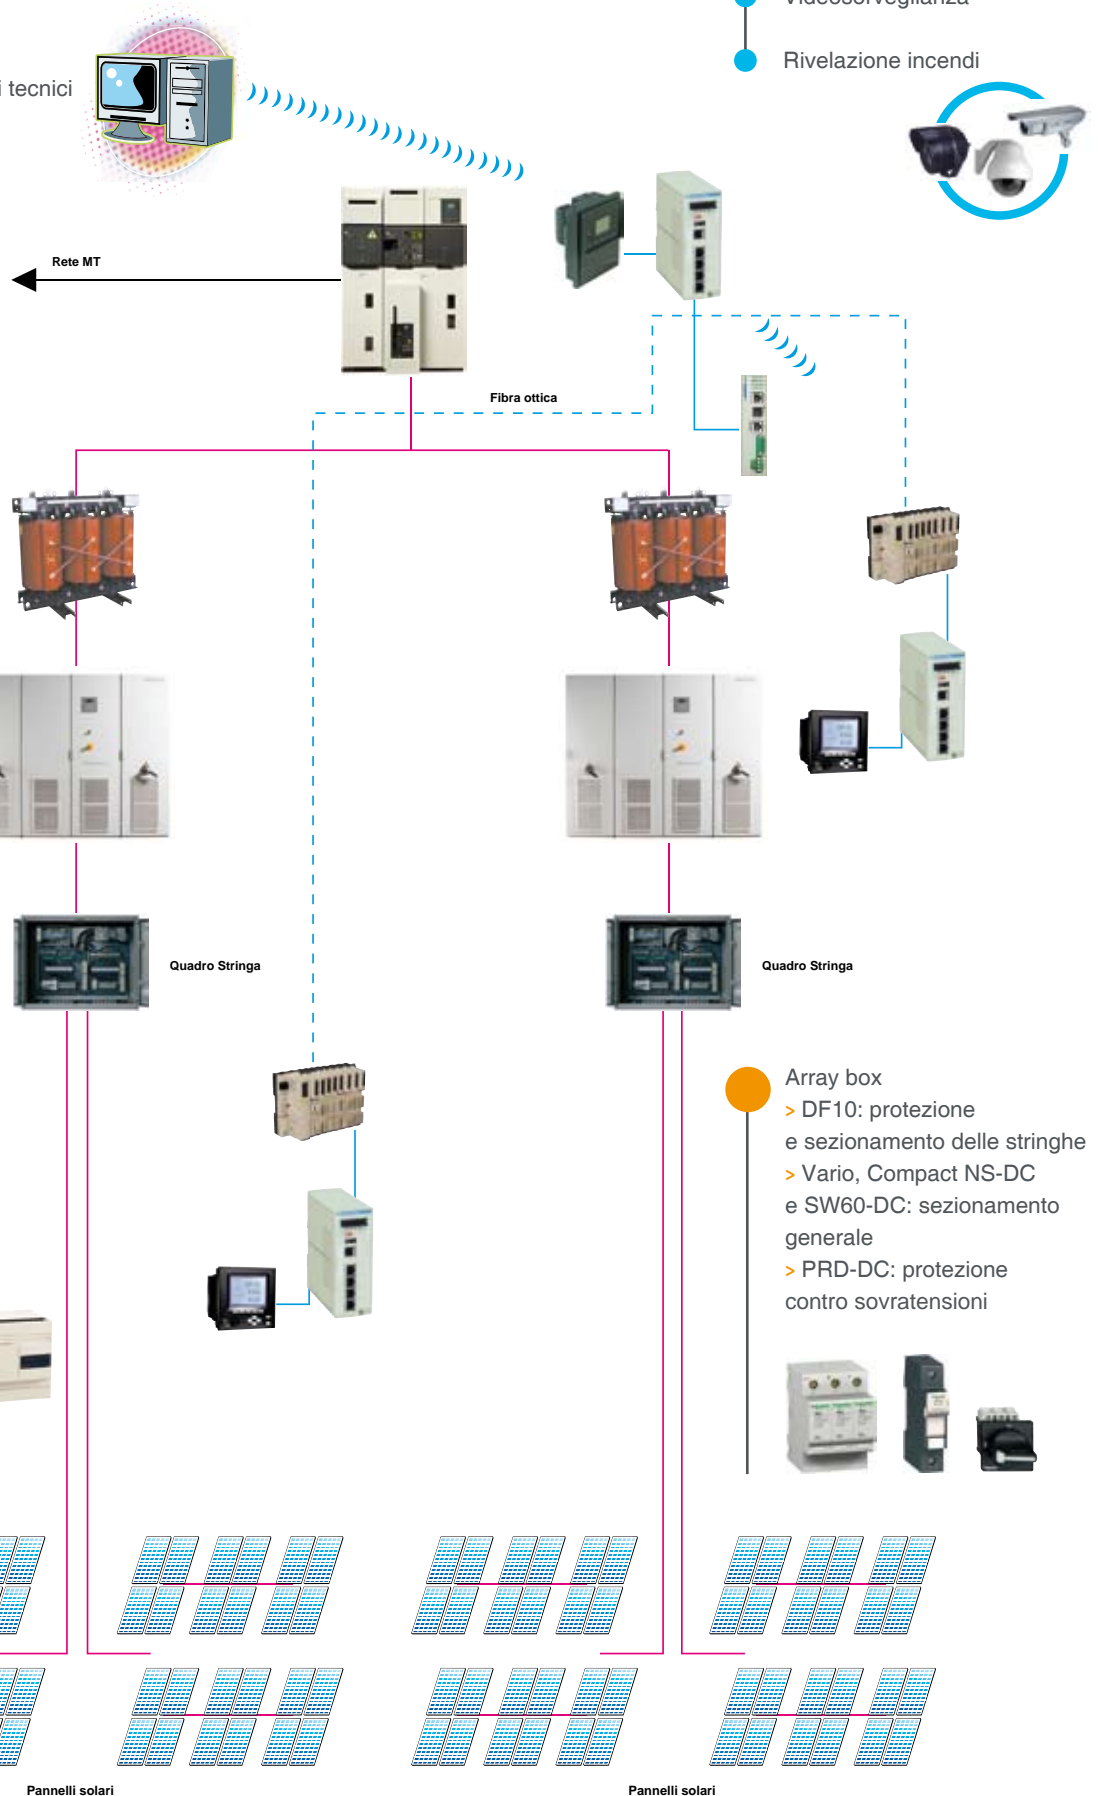 Videosorveglianza
Rivelazione incendi
i tecnici
Rete MT
Fibra ottica
Quadro Stringa
Quadro Stringa
Array box
> DF10: protezione
e sezionamento delle stringhe
> Vario, Compact NS-DC
e SW60-DC: sezionamento
generale
> PRD-DC: protezione
contro sovratensioni
Pannelli solari
Pannelli solari